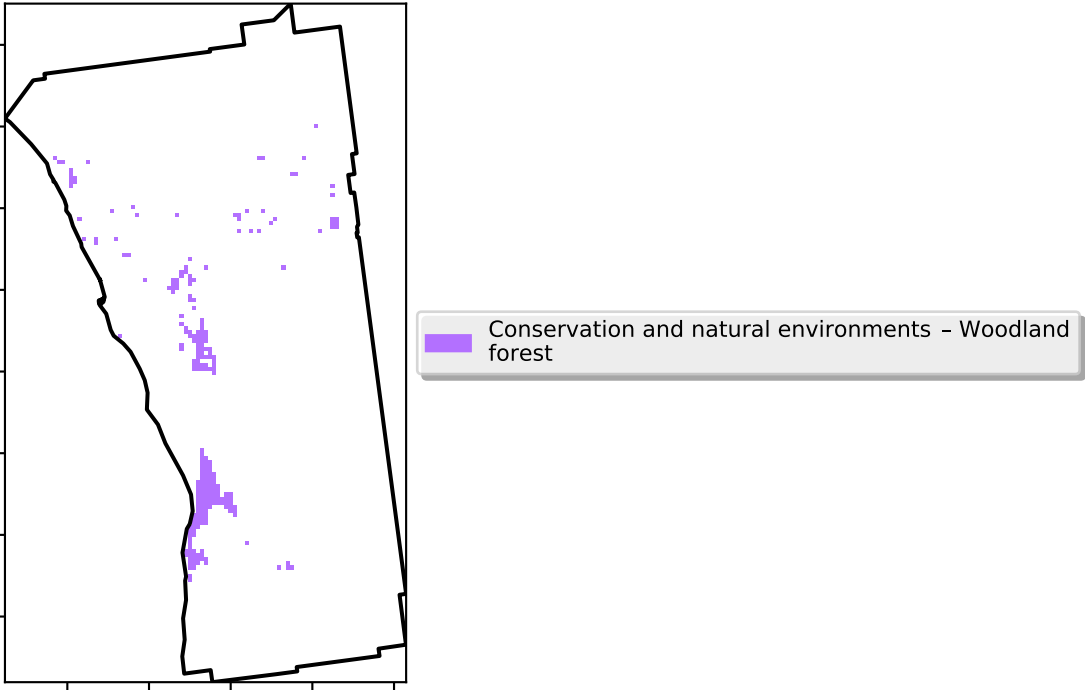 Conservation and natural environments – Woodland
forest